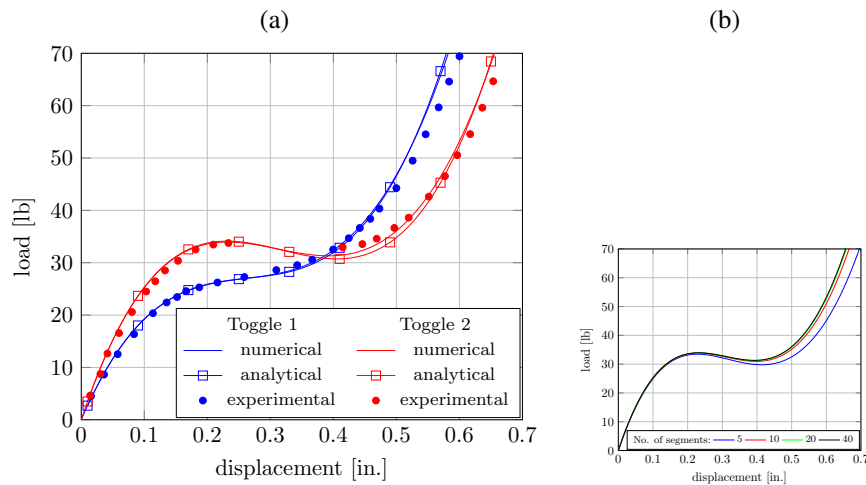 (a)
70
60
50
40
30
20
10
0
load [lb]
0 0.1 0.2 0.3 0.4 0.5 0.6 0.7
displacement [in.]
Toggle 1 Toggle 2
numerical numerical
analytical analytical
experimental experimental
(b)
70
60
50
40
30
20
10
0
load [lb]
No. of segments: 5 10 20 40
0 0.1 0.2 0.3 0.4 0.5 0.6 0.7
displacement [in.]